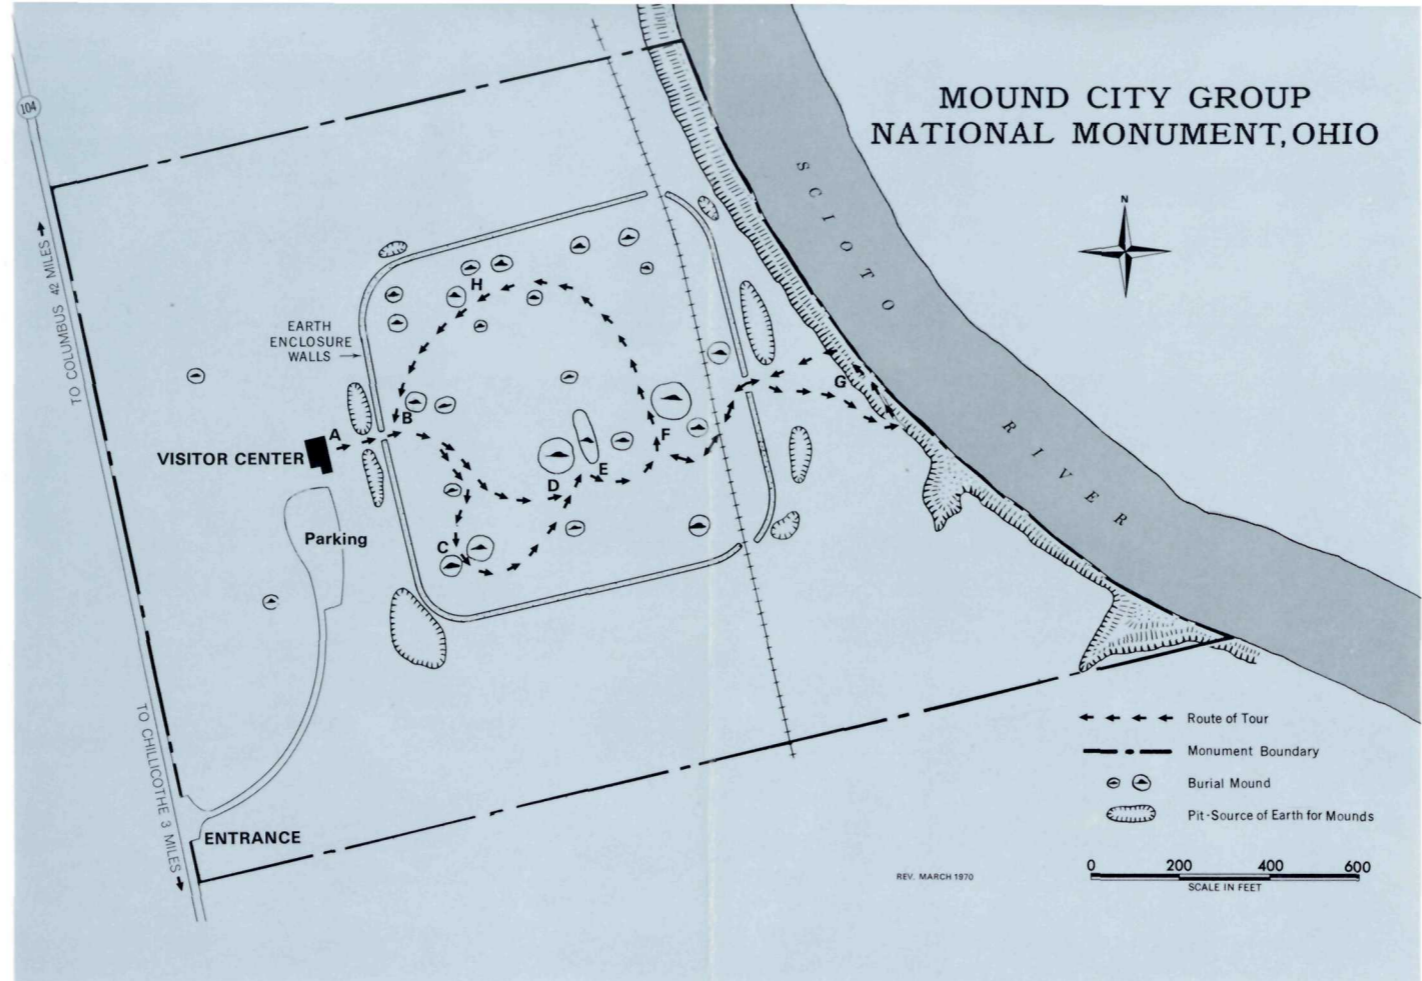 MOUND CITY GROUP
NATIONAL MONUMENT, OHIO
104
N
SCIOTO
RIVER
TO COLUMBUS 42 MILES
EARTH
ENCLOSURE
WALLS
H
B
A
VISITOR CENTER
G
F
E
D
C
Parking
TO CHILLICOTHE 3 MILES
ENTRANCE
Route of Tour
Monument Boundary
Burial Mound
Pit-Source of Earth for Mounds
0 200 400 600
SCALE IN FEET
REV. MARCH 1970